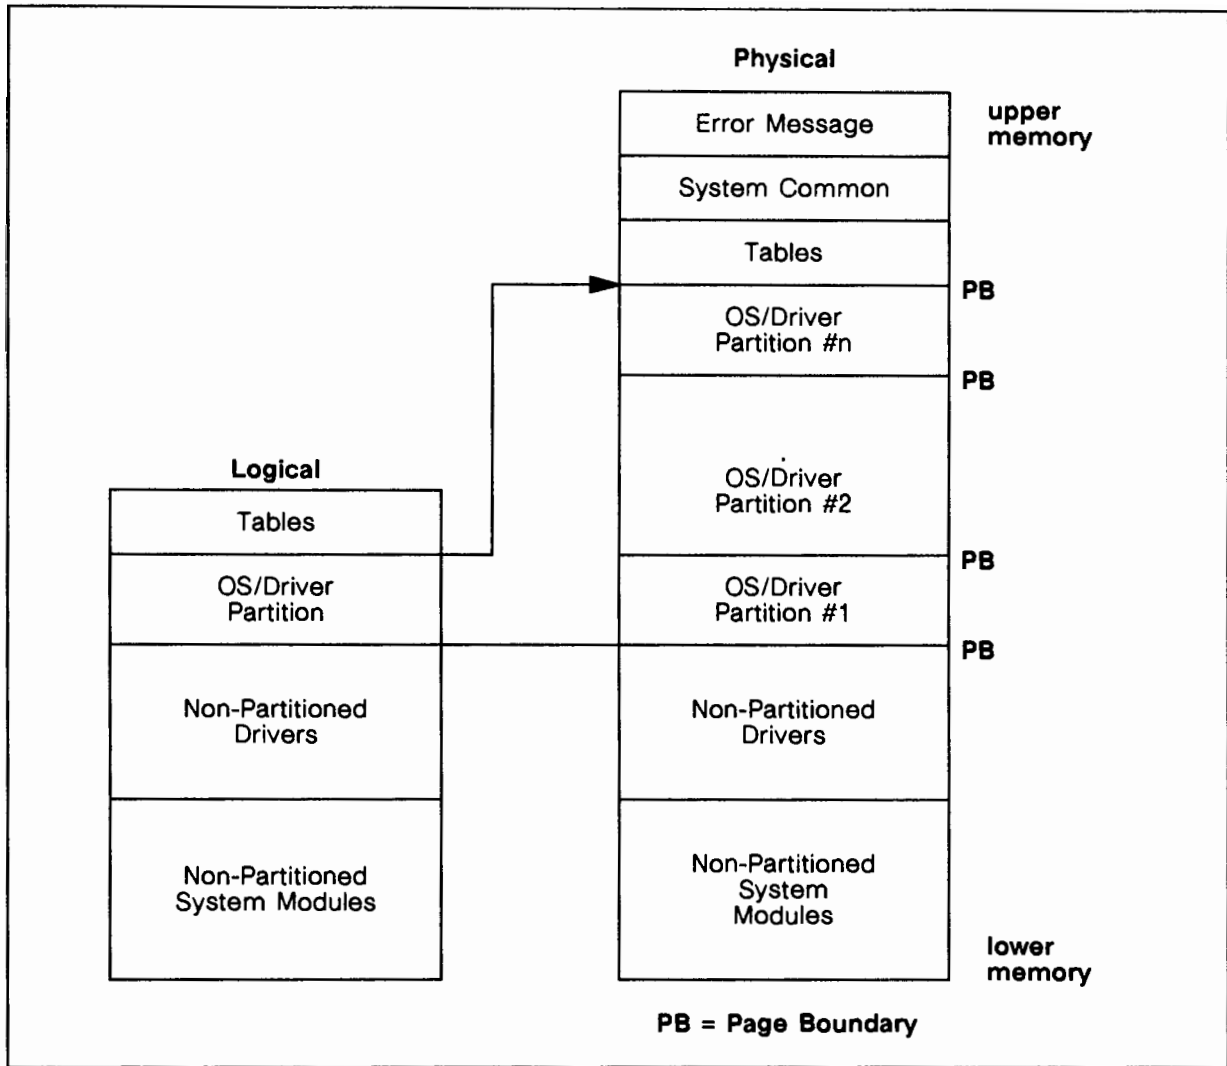 Physical
Error Message
upper
memory
System Common
Tables
PB
OS/Driver
Partition #n
PB
OS/Driver
Partition #2
PB
OS/Driver
Partition #1
PB
Non-Partitioned
Drivers
Non-Partitioned
System
Modules
lower
memory
Logical
Tables
OS/Driver
Partition
Non-Partitioned
Drivers
Non-Partitioned
System Modules
PB = Page Boundary